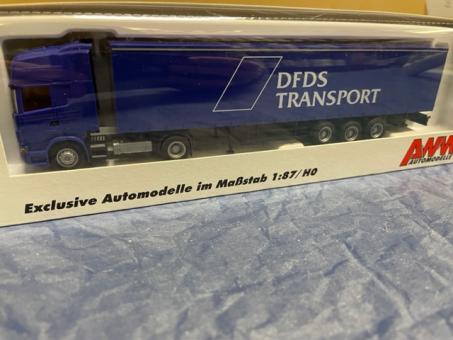 DFDS
TRANSPORT
AWM
AUTOMODELLE
Exclusive Automodelle im Maßstab 1:87/H0